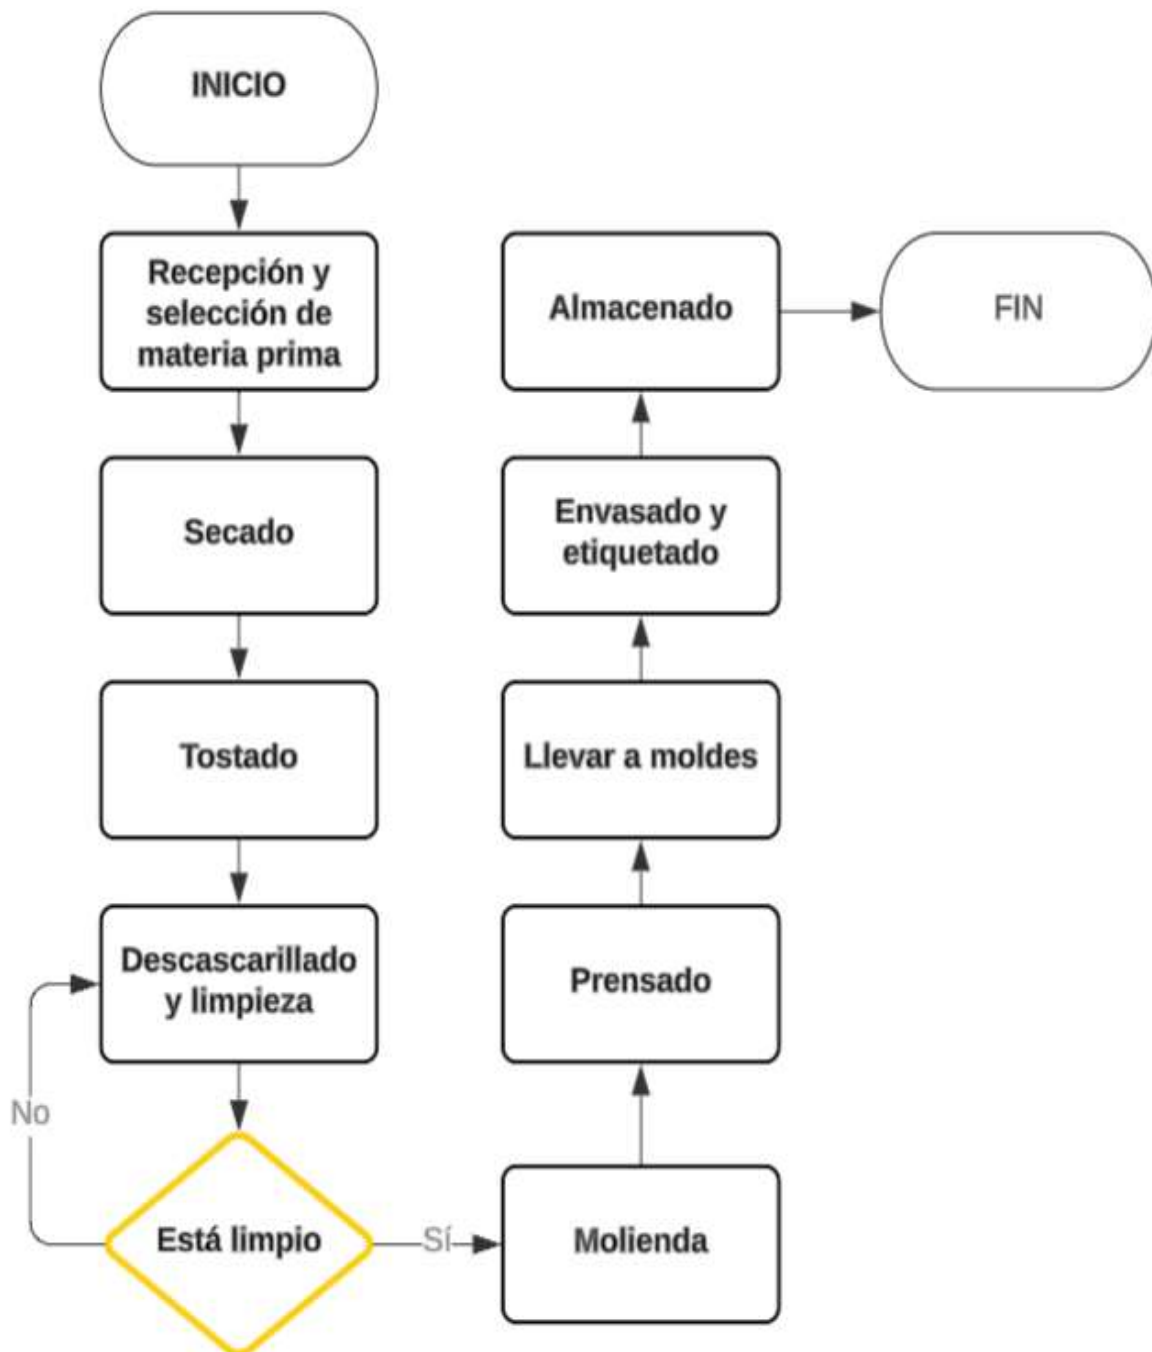 INICIO
Recepción y
selección de
materia prima
Secado
Tostado
Descascarillado
y limpieza
No
Está limpio
Sí
Molienda
Prensado
Llevar a moldes
Envasado y
etiquetado
Almacenado
FIN